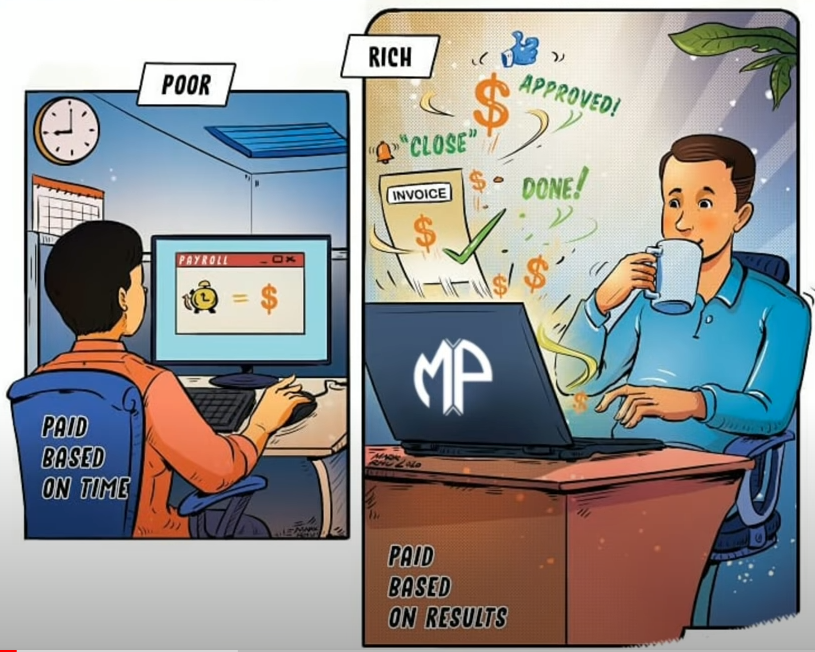 POOR
PAYROLL
=
$
PAID
BASED
ON TIME
RICH
$
APPROVED!
"CLOSE"
INVOICE
$
$
DONE!
$
$
$
MP
PAID
BASED
ON RESULTS